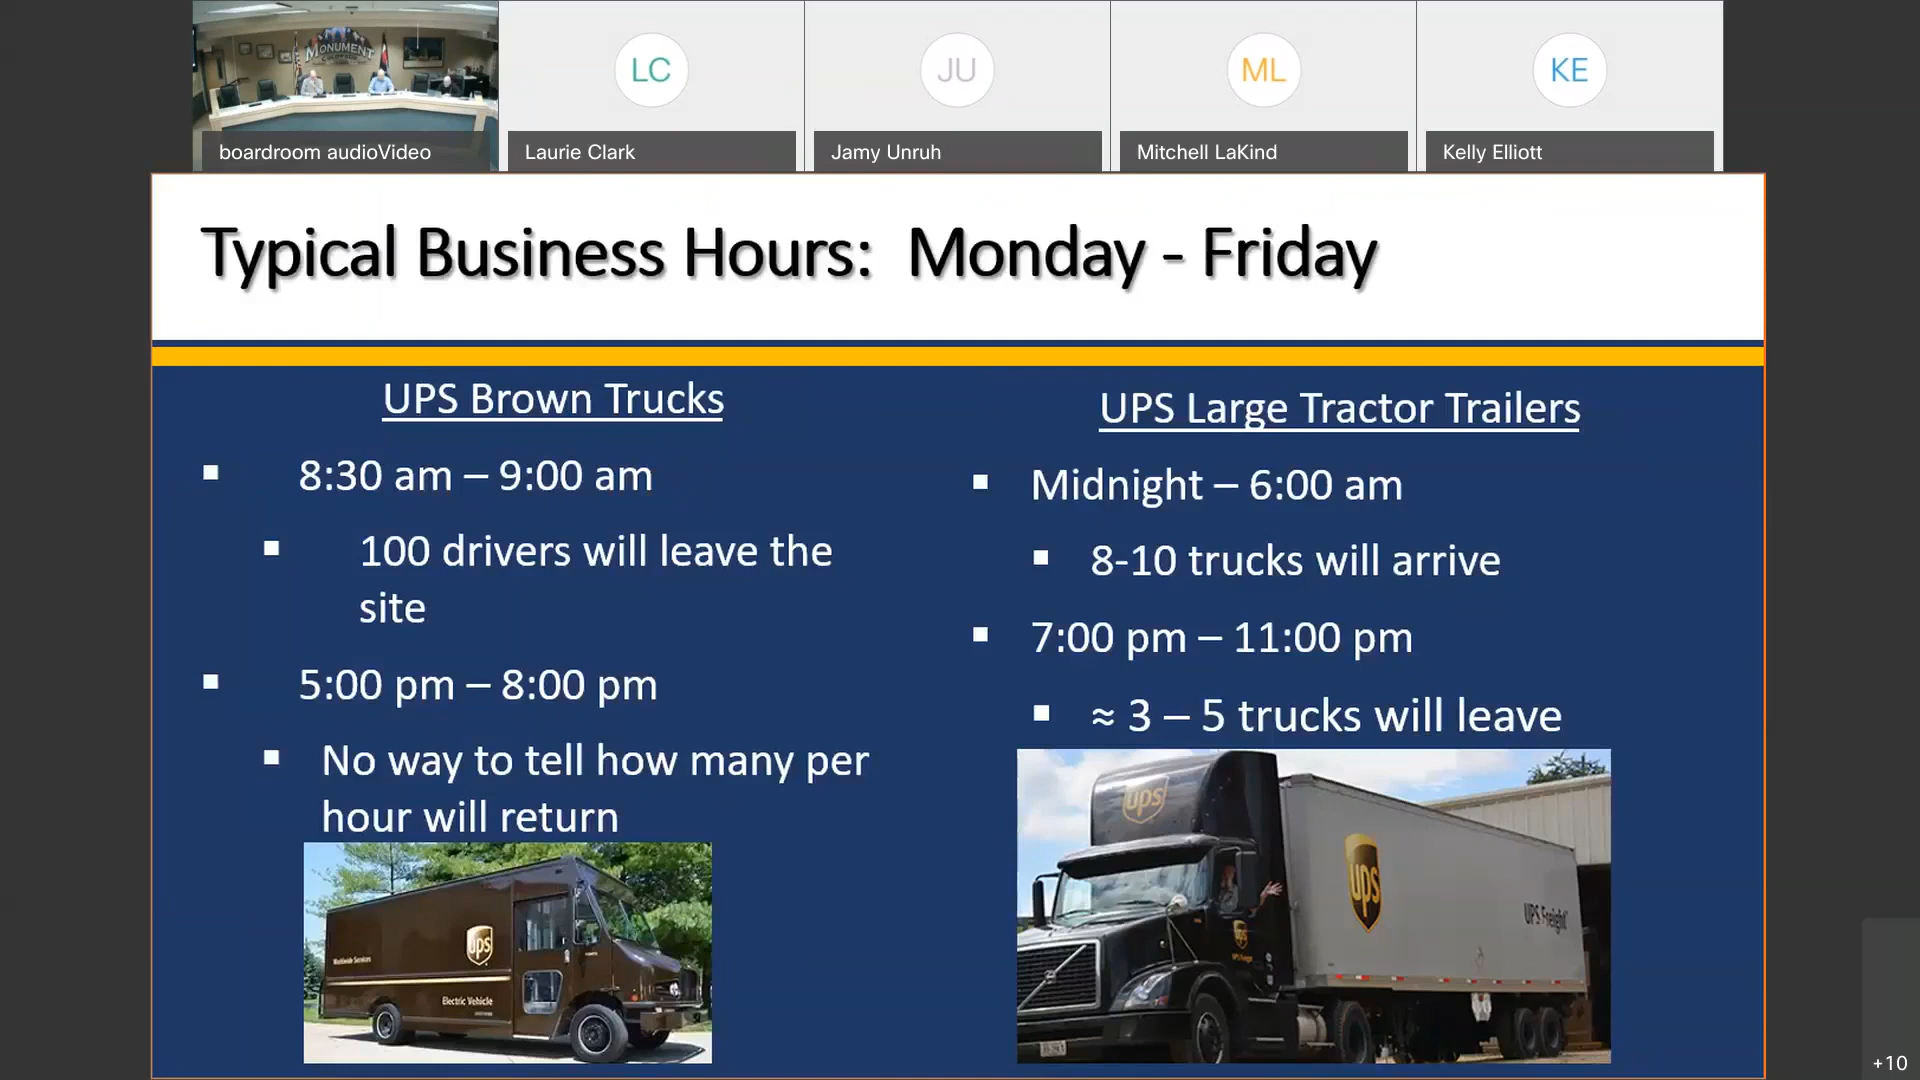 MONUMENT
LC
JU
ML
KE
boardroom audioVideo
Laurie Clark
Jamy Unruh
Mitchell LaKind
Kelly Elliott
Typical Business Hours:  Monday - Friday
UPS Brown Trucks
8:30 am – 9:00 am
100 drivers will leave the
site
5:00 pm – 8:00 pm
No way to tell how many per
hour will return
UPS Large Tractor Trailers
Midnight – 6:00 am
8-10 trucks will arrive
7:00 pm – 11:00 pm
≈ 3 – 5 trucks will leave
ups
Worldwide Services
Electric Vehicle
ups
ups
UPS Freight
ups
+10